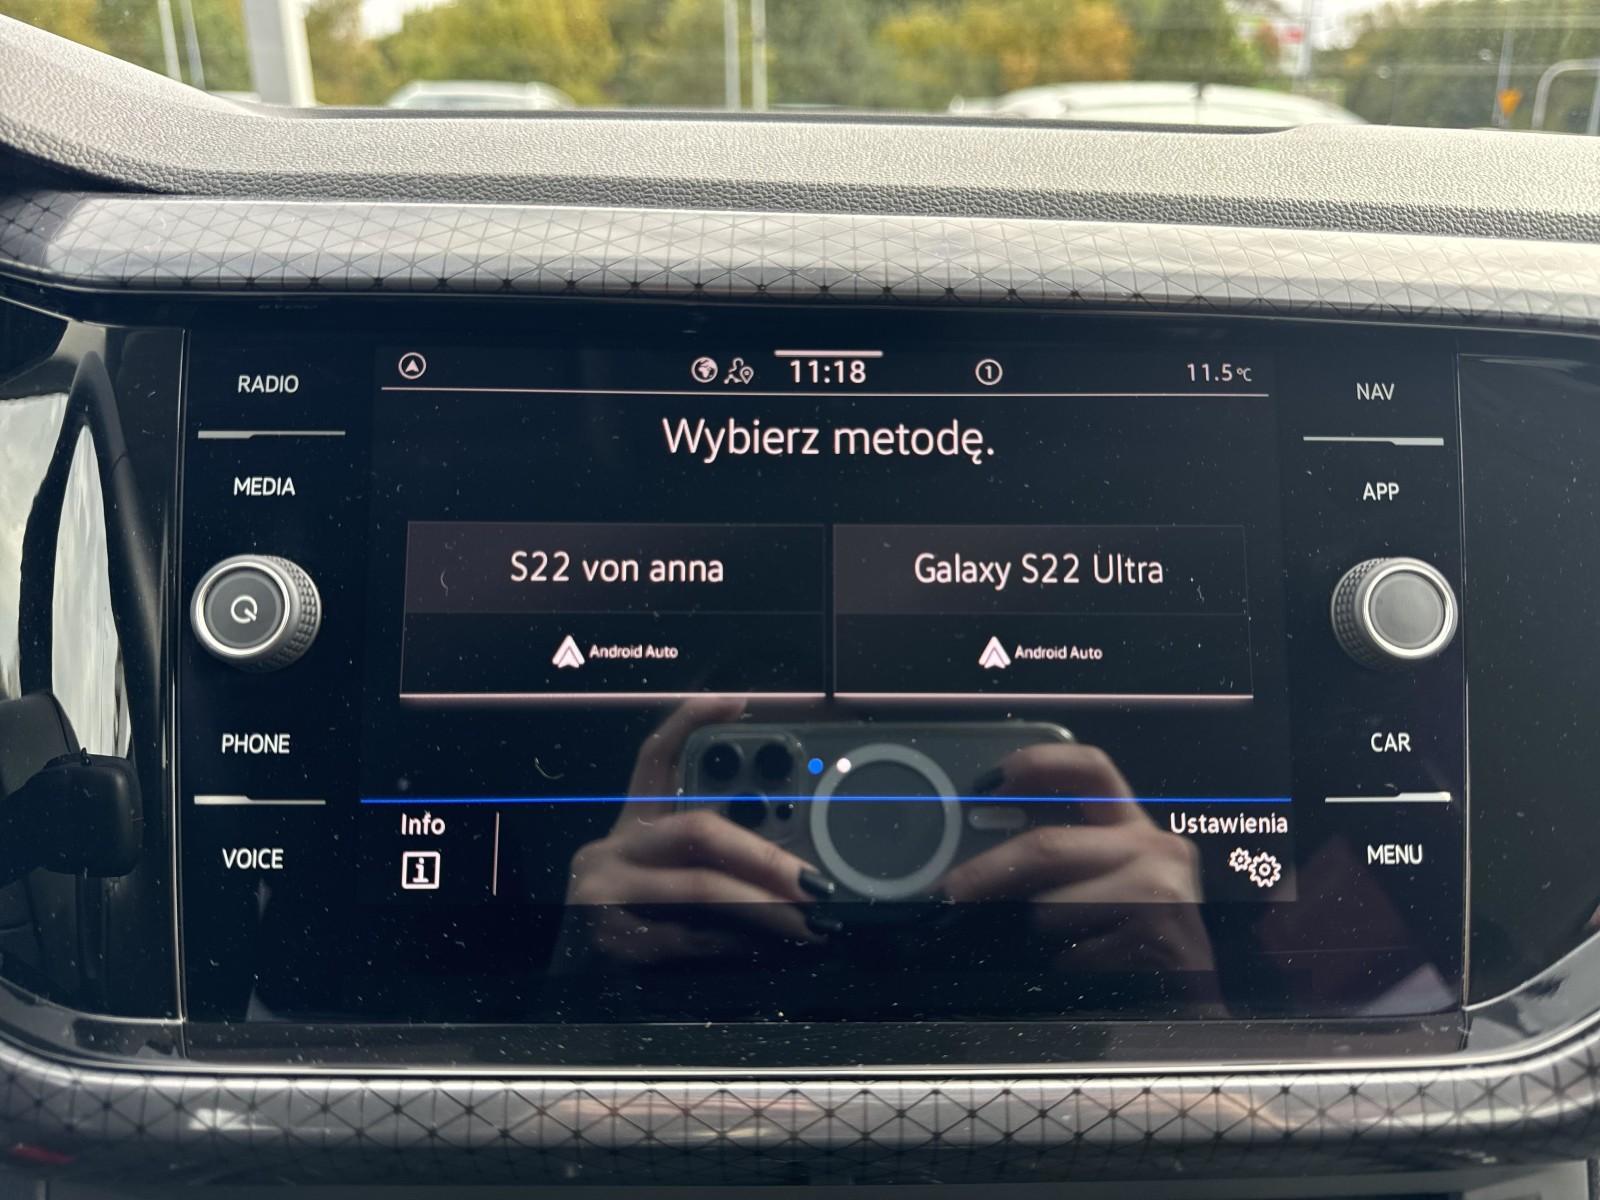 11:18
1
11.5°C
RADIO
MEDIA
PHONE
VOICE
Wybierz metodę.
S22 von anna
Android Auto
Galaxy S22 Ultra
Android Auto
Info
i
Ustawienia
NAV
APP
CAR
MENU